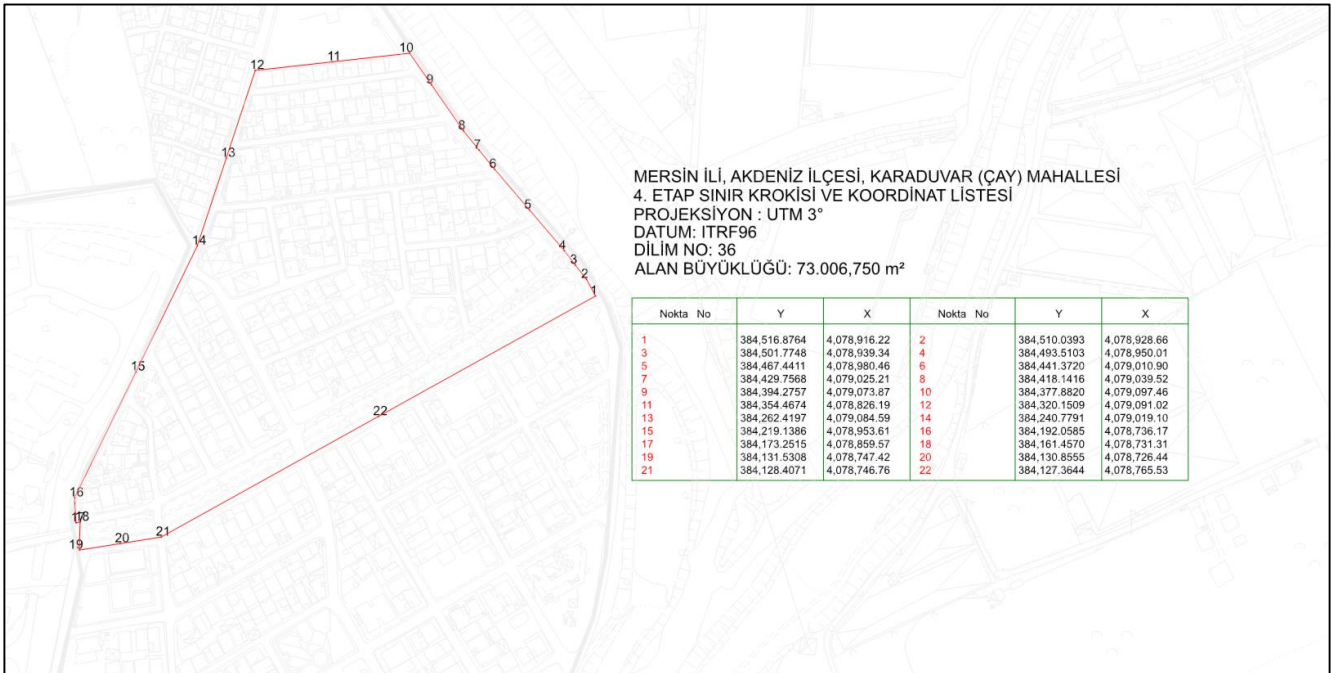 10
11
12
9
8
13
7
6
MERSİN İLİ, AKDENİZ İLÇESİ, KARADUVAR (ÇAY) MAHALLESİ
4. ETAP SINIR KROKİSİ VE KOORDİNAT LİSTESİ
PROJEKSİYON : UTM 3°
DATUM: ITRF96
DİLİM NO: 36
ALAN BÜYÜKLÜĞÜ: 73.006,750 m²
5
14
4
3
2
1
15
22
16
17
18
19
20
21
Nokta No Y X Nokta No Y X
1 384,516.8764 4,078,916.22 2 384,510.0393 4,078,928.66
3 384,501.7748 4,078,939.34 4 384,493.5103 4,078,950.01
5 384,467.4411 4,078,980.46 6 384,441.3720 4,079,010.90
7 384,429.7568 4,079,025.21 8 384,418.1416 4,079,039.52
9 384,394.2757 4,079,073.87 10 384,377.8820 4,079,097.46
11 384,354.4674 4,078,826.19 12 384,320.1509 4,079,091.02
13 384,262.4197 4,079,084.59 14 384,240.7791 4,079,019.10
15 384,219.1386 4,078,953.61 16 384,192.0585 4,078,736.17
17 384,173.2515 4,078,859.57 18 384,161.4570 4,078,731.31
19 384,131.5308 4,078,747.42 20 384,130.8555 4,078,726.44
21 384,128.4071 4,078,746.76 22 384,127.3644 4,078,765.53